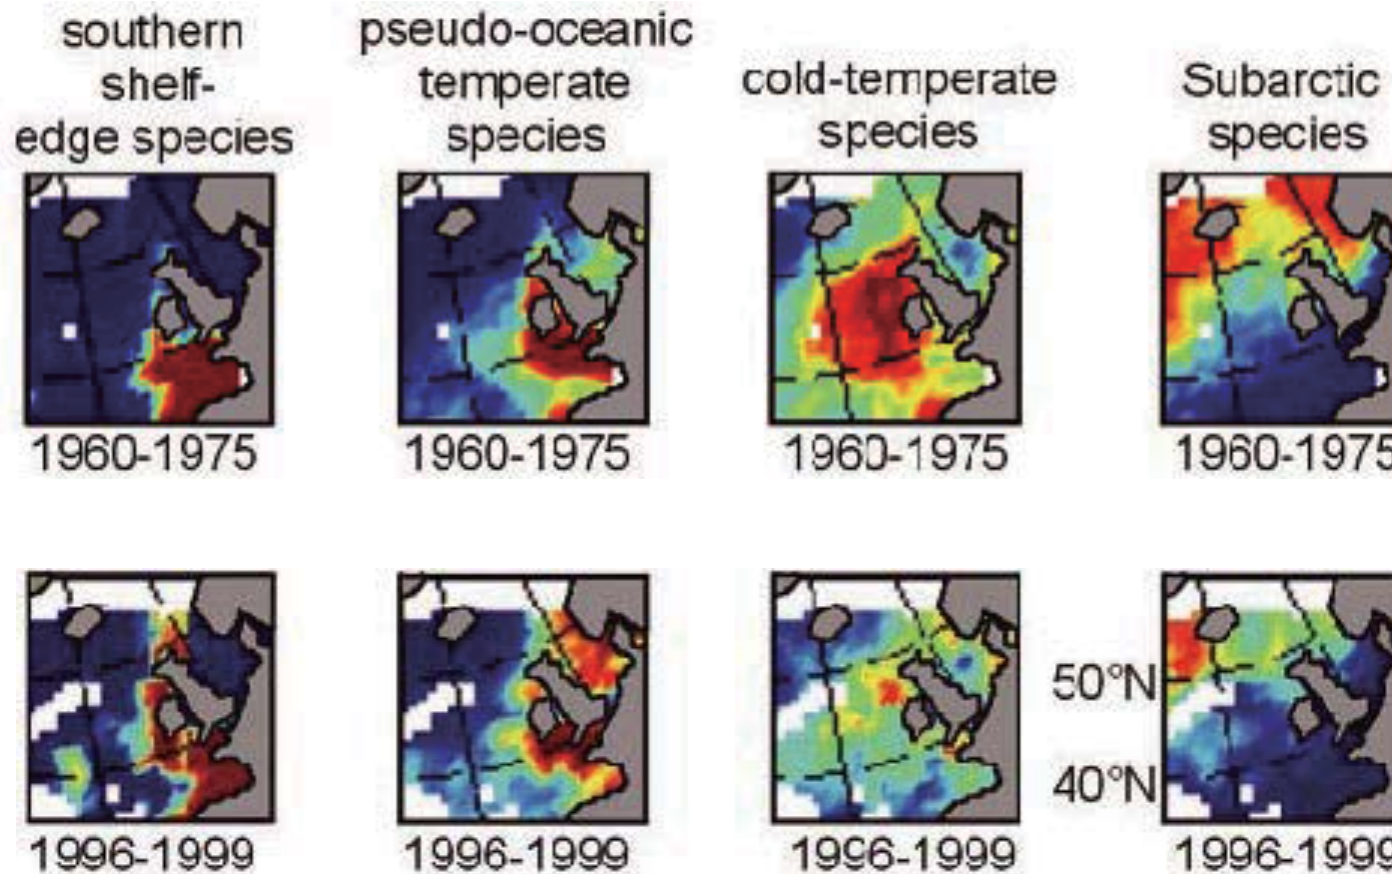 southern
shelf-
edge species
pseudo-oceanic
temperate
species
cold-temperate
species
Subarctic
species
1960-1975
1960-1975
1960-1975
1960-1975
50°N
40°N
1996-1999
1996-1999
1996-1999
1996-1999